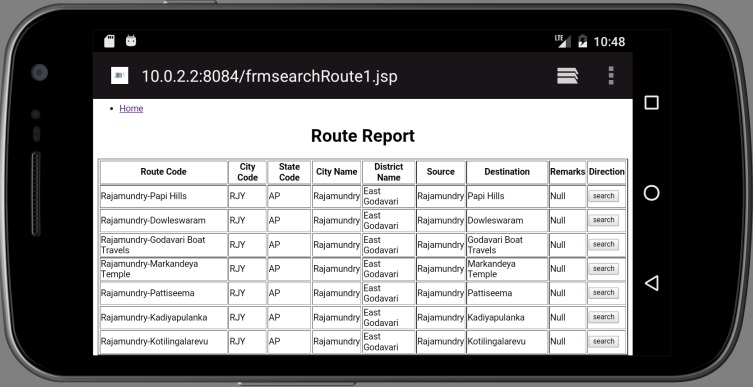 LTE 10:48
10.0.2.2:8084/frmsearchRoute1.jsp
Home
Route Report
Route Code City Code State Code City Name District Name Source Destination Remarks Direction
Rajamundry-Papi Hills RJY AP Rajamundry East Godavari Rajamundry Papi Hills Null search
Rajamundry-Dowleswaram RJY AP Rajamundry East Godavari Rajamundry Dowleswaram Null search
Rajamundry-Godavari Boat Travels RJY AP Rajamundry East Godavari Rajamundry Godavari Boat Travels Null search
Rajamundry-Markandeya Temple RJY AP Rajamundry East Godavari Rajamundry Markandeya Temple Null search
Rajamundry-Pattiseema RJY AP Rajamundry East Godavari Rajamundry Pattiseema Null search
Rajamundry-Kadiyapulanka RJY AP Rajamundry East Godavari Rajamundry Kadiyapulanka Null search
Rajamundry-Kotilingalarevu RJY AP Rajamundry East Godavari Rajamundry Kotilingalarevu Null search